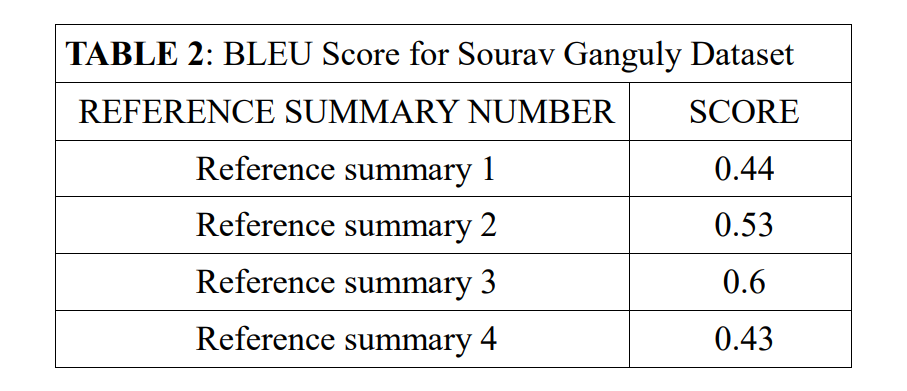 TABLE 2: BLEU Score for Sourav Ganguly Dataset
REFERENCE SUMMARY NUMBER SCORE
Reference summary 1 0.44
Reference summary 2 0.53
Reference summary 3 0.6
Reference summary 4 0.43